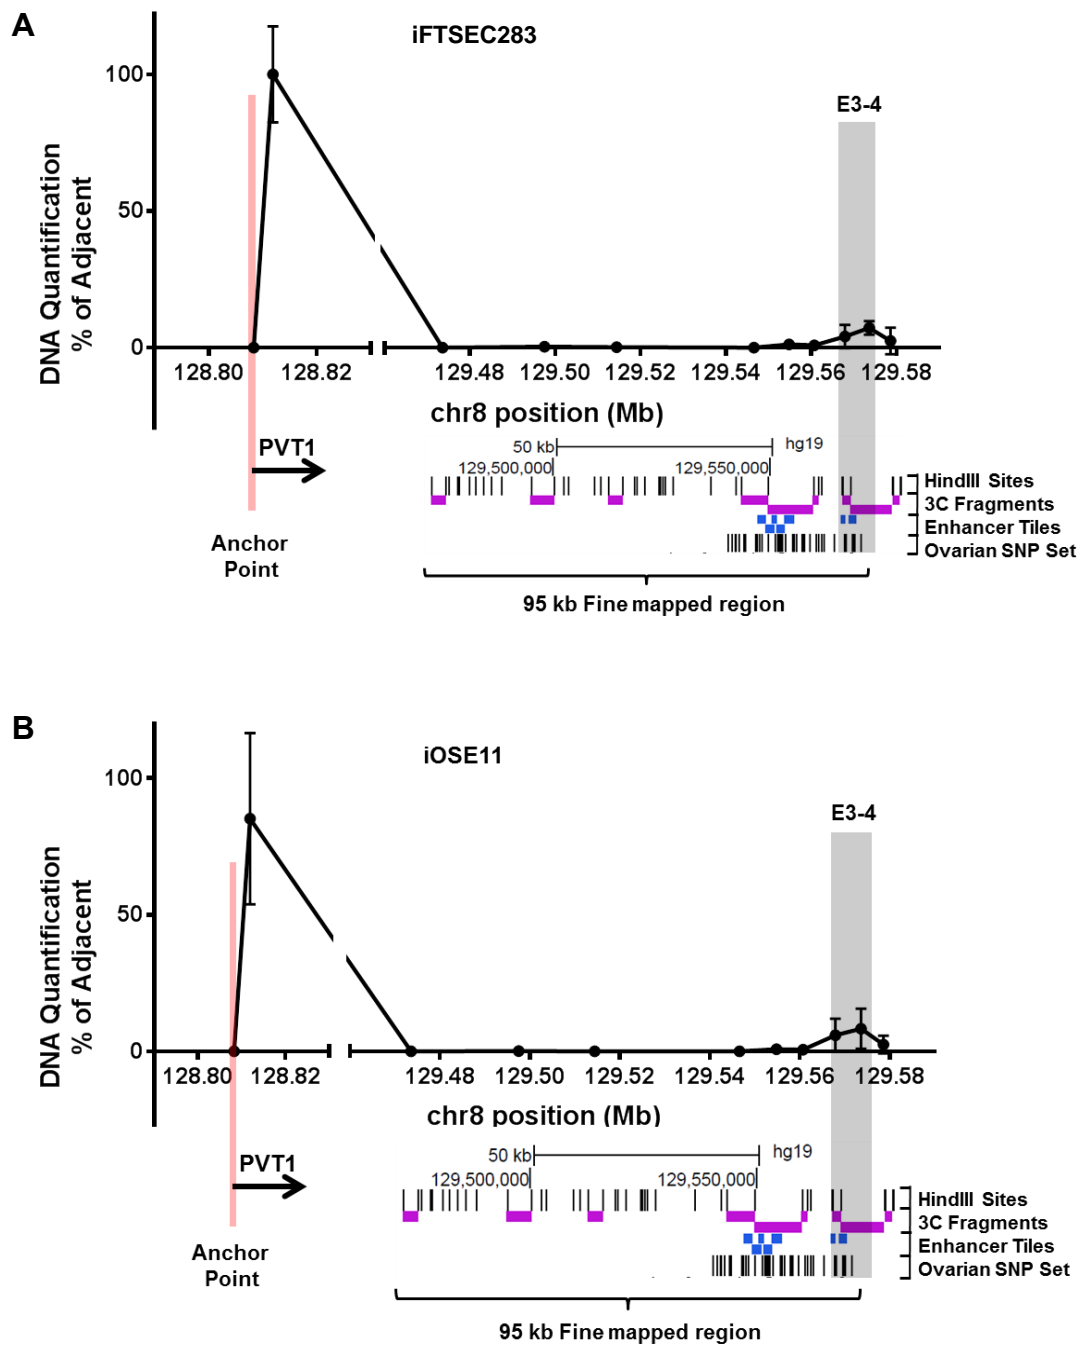 A
iFTSEC283
DNA Quantification
% of Adjacent
100
50
0
E3-4
128.80 128.82 129.48 129.50 129.52 129.54 129.56 129.58
chr8 position (Mb)
PVT1
50 kb hg19
129,500,000 129,550,000
HindIII Sites
3C Fragments
Enhancer Tiles
Ovarian SNP Set
Anchor
Point
95 kb Fine mapped region
B
iOSE11
DNA Quantification
% of Adjacent
100
50
0
E3-4
128.80 128.82 129.48 129.50 129.52 129.54 129.56 129.58
chr8 position (Mb)
PVT1
50 kb hg19
129,500,000 129,550,000
HindIII Sites
3C Fragments
Enhancer Tiles
Ovarian SNP Set
Anchor
Point
95 kb Fine mapped region